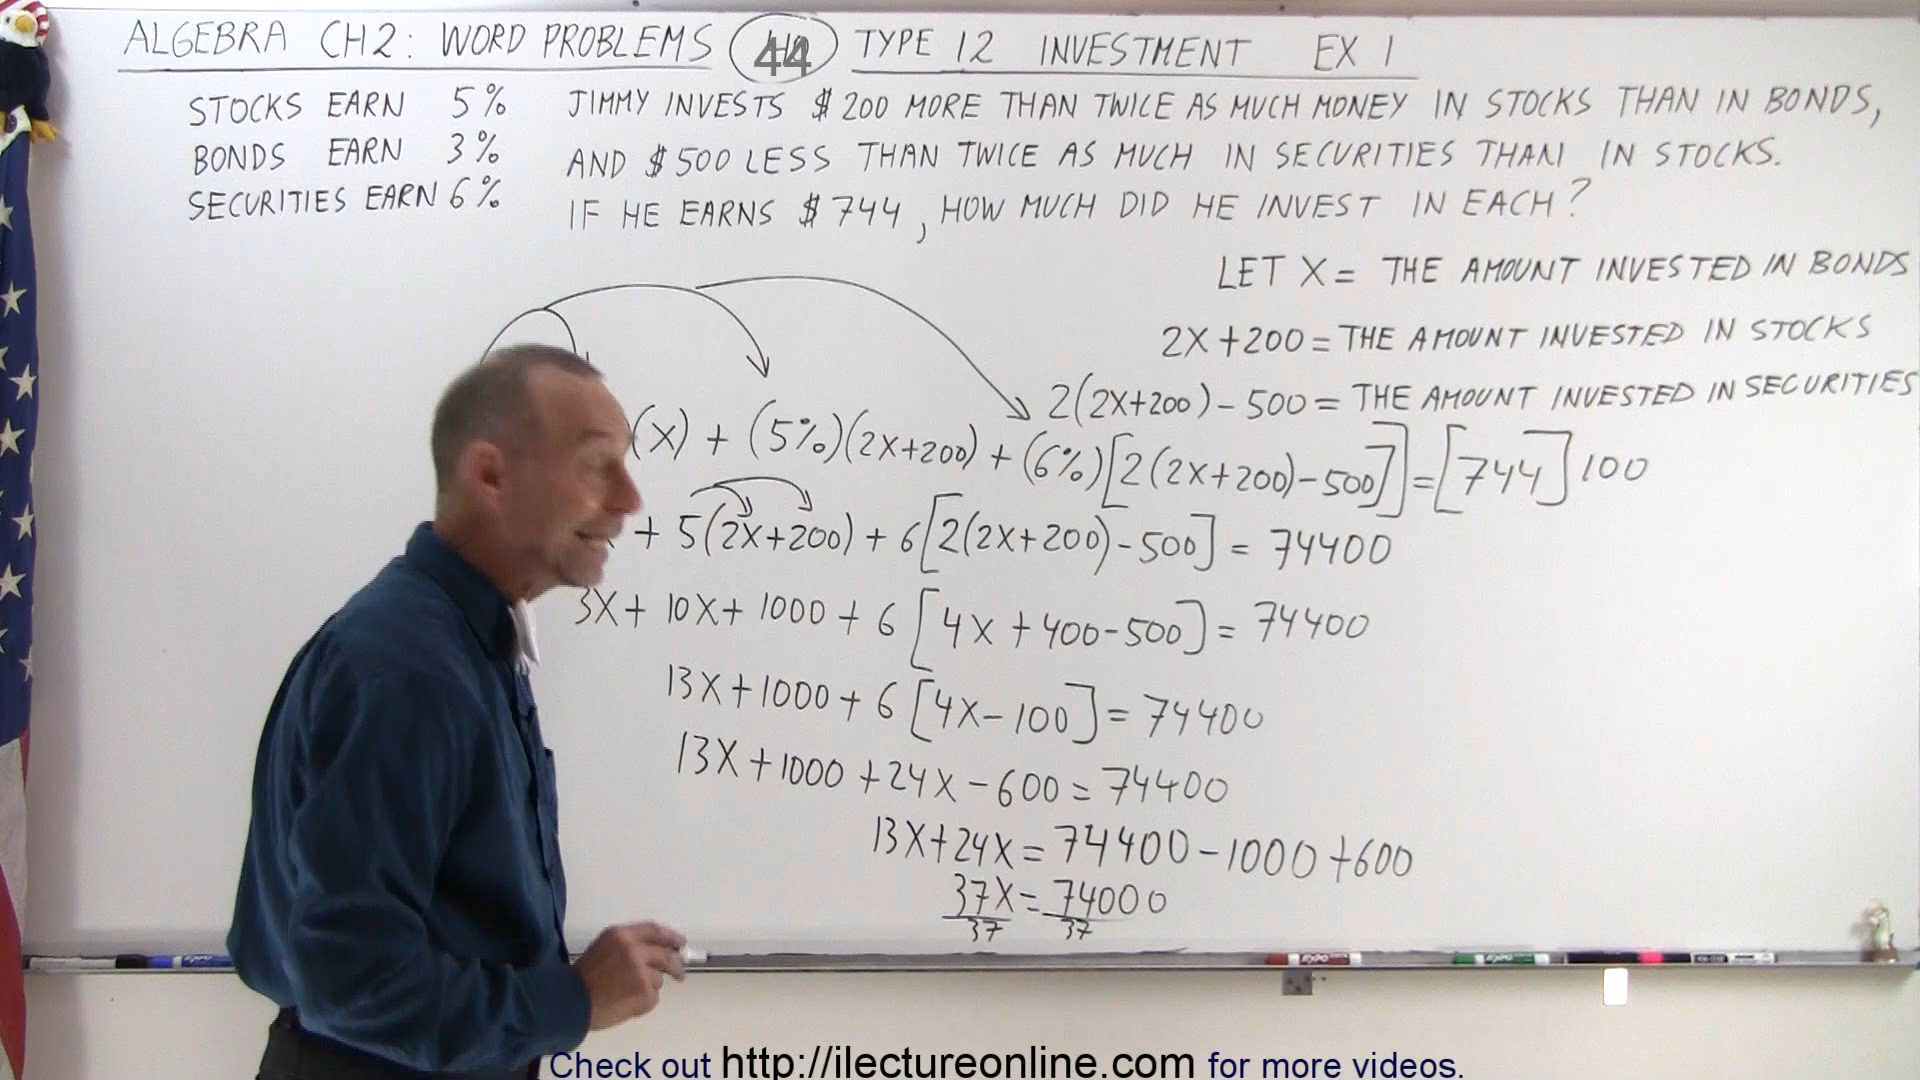 ALGEBRA CH2: WORD PROBLEMS 44 TYPE 12 INVESTMENT EX 1
STOCKS EARN 5%
BONDS EARN 3%
SECURITIES EARN 6%
JIMMY INVESTS $200 MORE THAN TWICE AS MUCH MONEY IN STOCKS THAN IN BONDS,
AND $500 LESS THAN TWICE AS MUCH IN SECURITIES THAN IN STOCKS.
IF HE EARNS $744, HOW MUCH DID HE INVEST IN EACH?
LET X = THE AMOUNT INVESTED IN BONDS
2X+200 = THE AMOUNT INVESTED IN STOCKS
2(2X+200)-500 = THE AMOUNT INVESTED IN SECURITIES
(X) + (5%)(2X+200) + (6%)[2(2X+200)-500]] = [744]100
+ 5(2X+200) + 6[2(2X+200)-500] = 74400
3X + 10X + 1000 + 6[4X+400-500] = 74400
13X+1000+6[4X-100] = 74400
13X+1000+24X-600 = 74400
13X+24X = 74400-1000+600
37X = 74000
37 37
Check out http://ilectureonline.com for more videos.